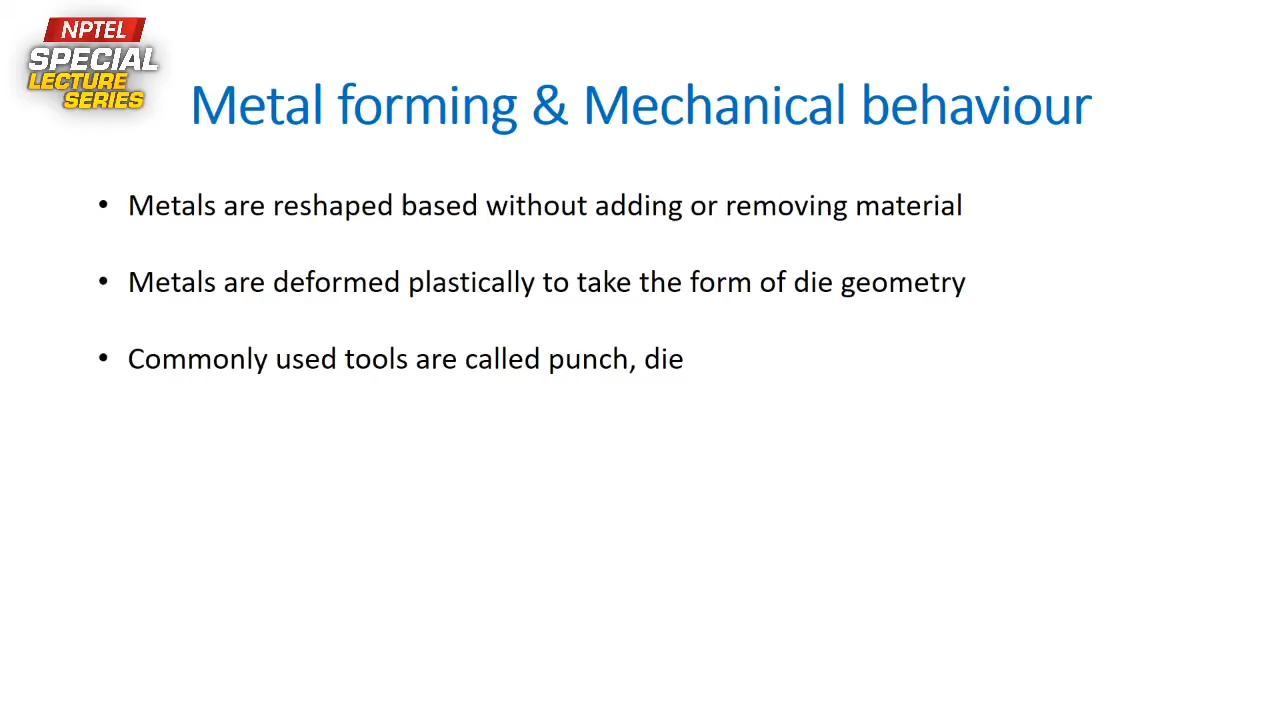 NPTEL
SPECIAL
LECTURE
SERIES
Metal forming & Mechanical behaviour
• Metals are reshaped based without adding or removing material
• Metals are deformed plastically to take the form of die geometry
• Commonly used tools are called punch, die